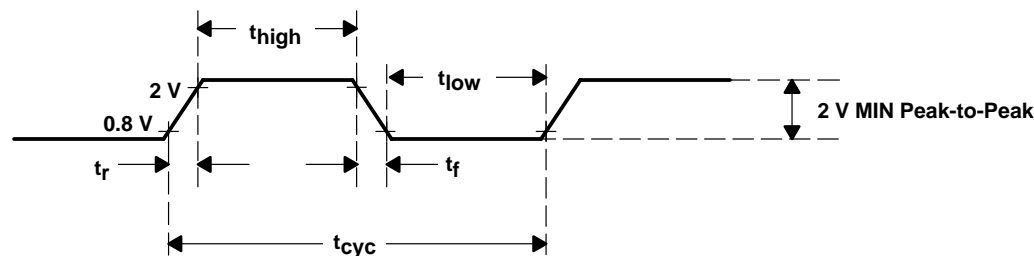 thigh
2 V
tlow
2 V MIN Peak-to-Peak
0.8 V
tr
tf
tcyc